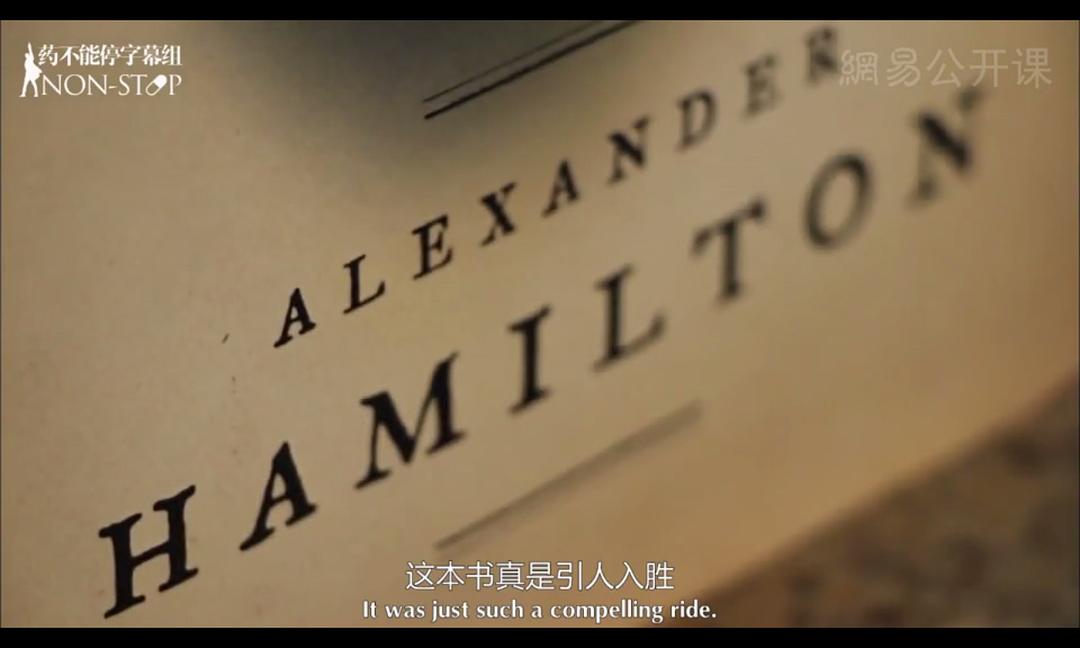 药不能停字幕组
NON-STOP
網易公开课
ALEXANDER
HAMILTON
这本书真是引人入胜
It was just such a compelling ride.